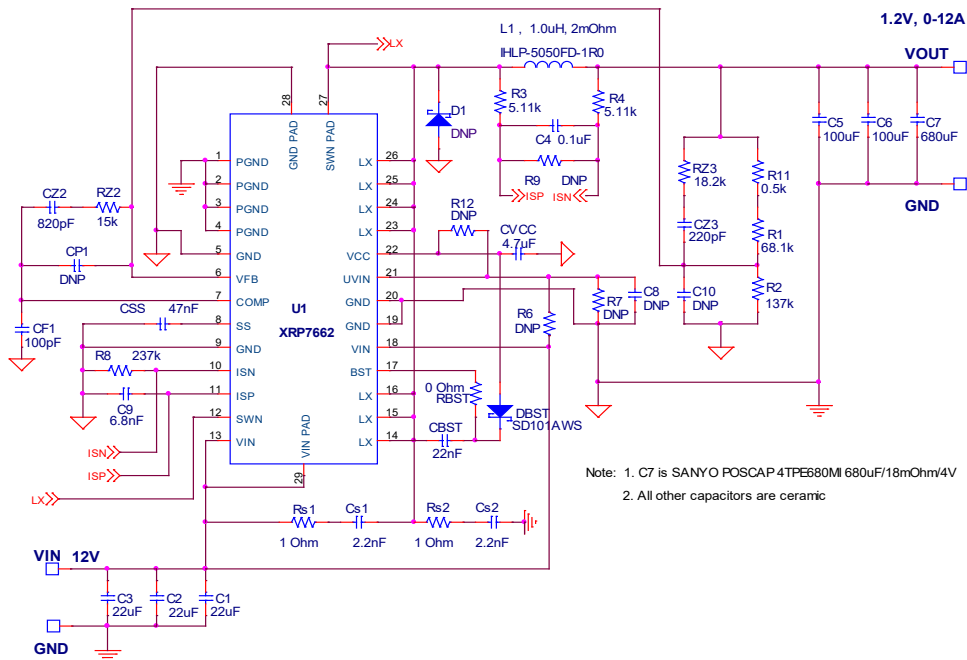 1.2V, 0-12A
L1 , 1.0uH, 2mOhm
LX
IHLP-5050FD-1R0
VOUT
28
27
R3
5.11k
R4
5.11k
D1
DNP
C4 0.1uF
C5
100uF
C6
100uF
C7
680uF
GND PAD
SWN PAD
R9 DNP
ISP
ISN
RZ3
18.2k
R11
0.5k
GND
1 PGND
2 PGND
3 PGND
4 PGND
5 GND
6 VFB
7 COMP
8 SS
9 GND
10 ISN
11 ISP
12 SWN
13 VIN
LX 26
LX 25
LX 24
LX 23
VCC 22
UVIN 21
GND 20
GND 19
VIN 18
BST 17
LX 16
LX 15
LX 14
U1
XRP7662
VIN PAD
29
CZ2
820pF
RZ2
15k
CP1
DNP
CSS 47nF
CF1
100pF
R8 237k
C9
6.8nF
ISN
ISP
LX
R12
DNP
CVCC
4.7uF
CZ3
220pF
R1
68.1k
R7
DNP
C8
DNP
C10
DNP
R2
137k
R6
DNP
0 Ohm
RBST
DBST
SD101AWS
CBST
22nF
Note: 1. C7 is SANYO POSCAP 4TPE680MI 680uF/18mOhm/4V
2. All other capacitors are ceramic
Rs1
1 Ohm
Cs1
2.2nF
Rs2
1 Ohm
Cs2
2.2nF
VIN 12V
C3
22uF
C2
22uF
C1
22uF
GND